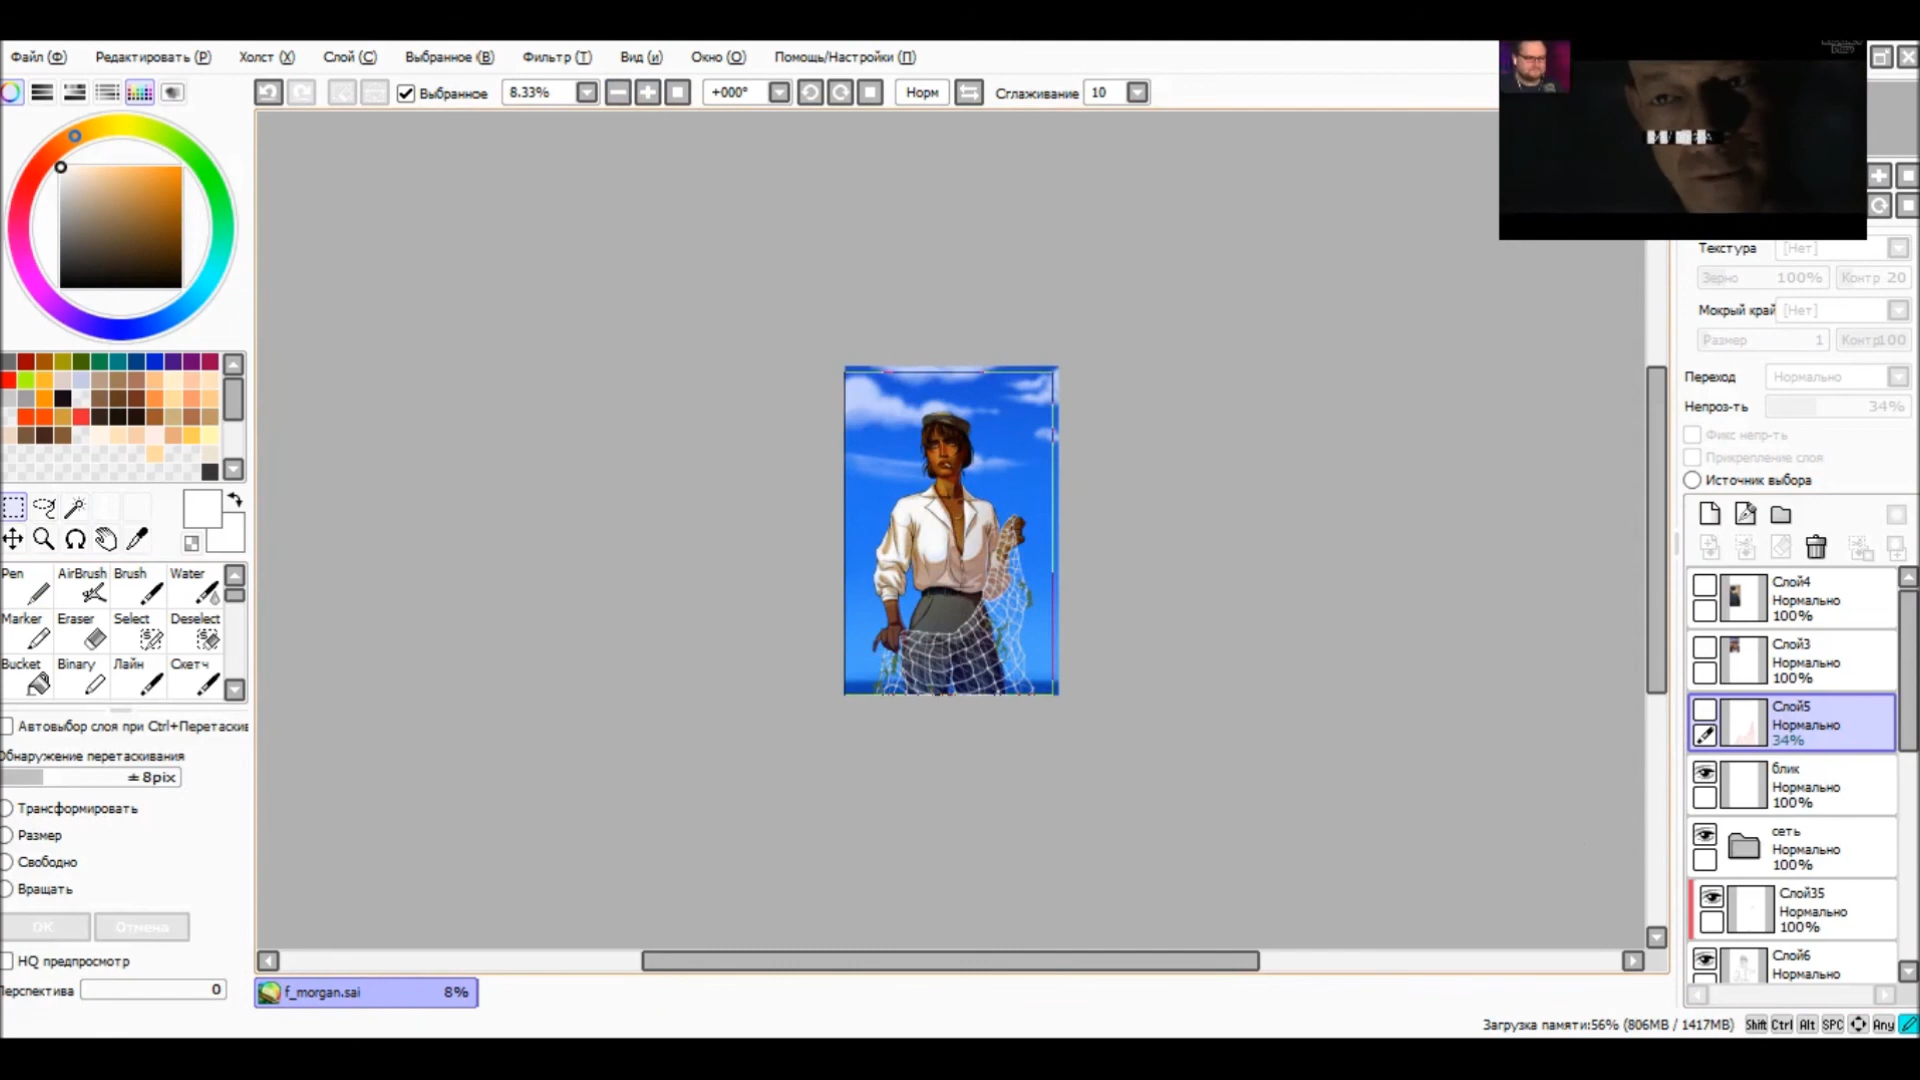 Файл (Ф) Редактировать (Р) Холст (Х) Слой (С) Выбранное (В) Фильтр (Т) Вид (и) Окно (О) Помощь/Настройки (П)
Выбранное 8.33% +000° Норм Сглаживание 10
Текстура [Нет]
Зерно 100% Контр 20
Мокрый край [Нет]
Размер 1 Контр 100
Переход Нормально
Непроз-ть 34%
Фикс непр-ть
Прикрепление слоя
Источник выбора
Pen AirBrush Brush Water
Marker Eraser Select Deselect
Bucket Binary Лайн Скетч
Автовыбор слоя при Ctrl+Перетаскив
Обнаружение перетаскивания
±8pix
Трансформировать
Размер
Свободно
Вращать
OK Отмена
HQ предпросмотр
Перспектива 0
Слой4
Нормально
100%
Слой3
Нормально
100%
Слой5
Нормально
34%
блик
Нормально
100%
сеть
Нормально
100%
Слой35
Нормально
100%
Слой6
Нормально
f_morgan.sai 8%
Загрузка памяти:56% (806MB / 1417MB) Shift Ctrl Alt SPC Any